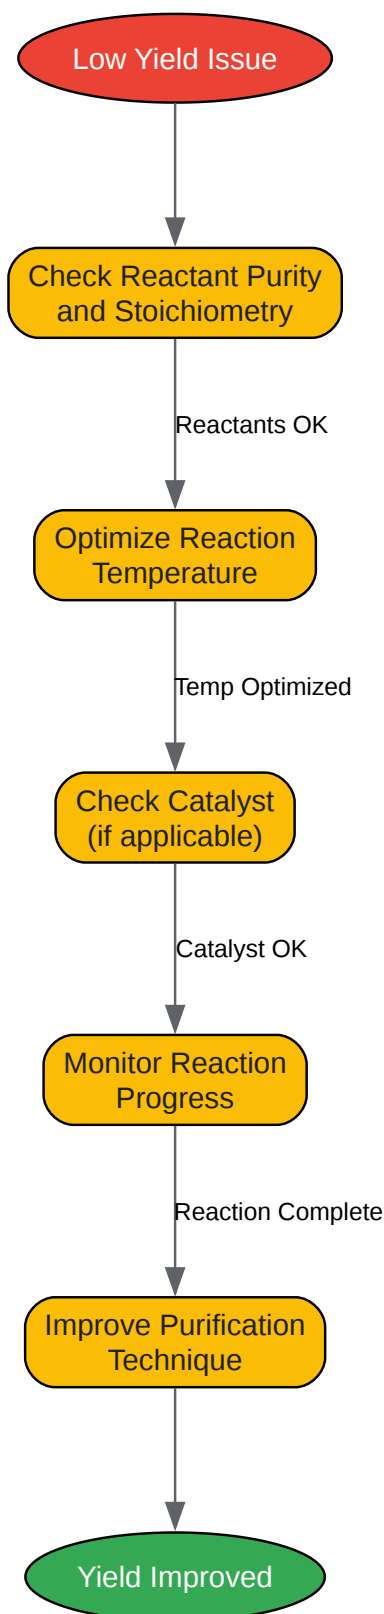 Low Yield Issue
Check Reactant Purity
and Stoichiometry
Reactants OK
Optimize Reaction
Temperature
Temp Optimized
Check Catalyst
(if applicable)
Catalyst OK
Monitor Reaction
Progress
Reaction Complete
Improve Purification
Technique
Yield Improved